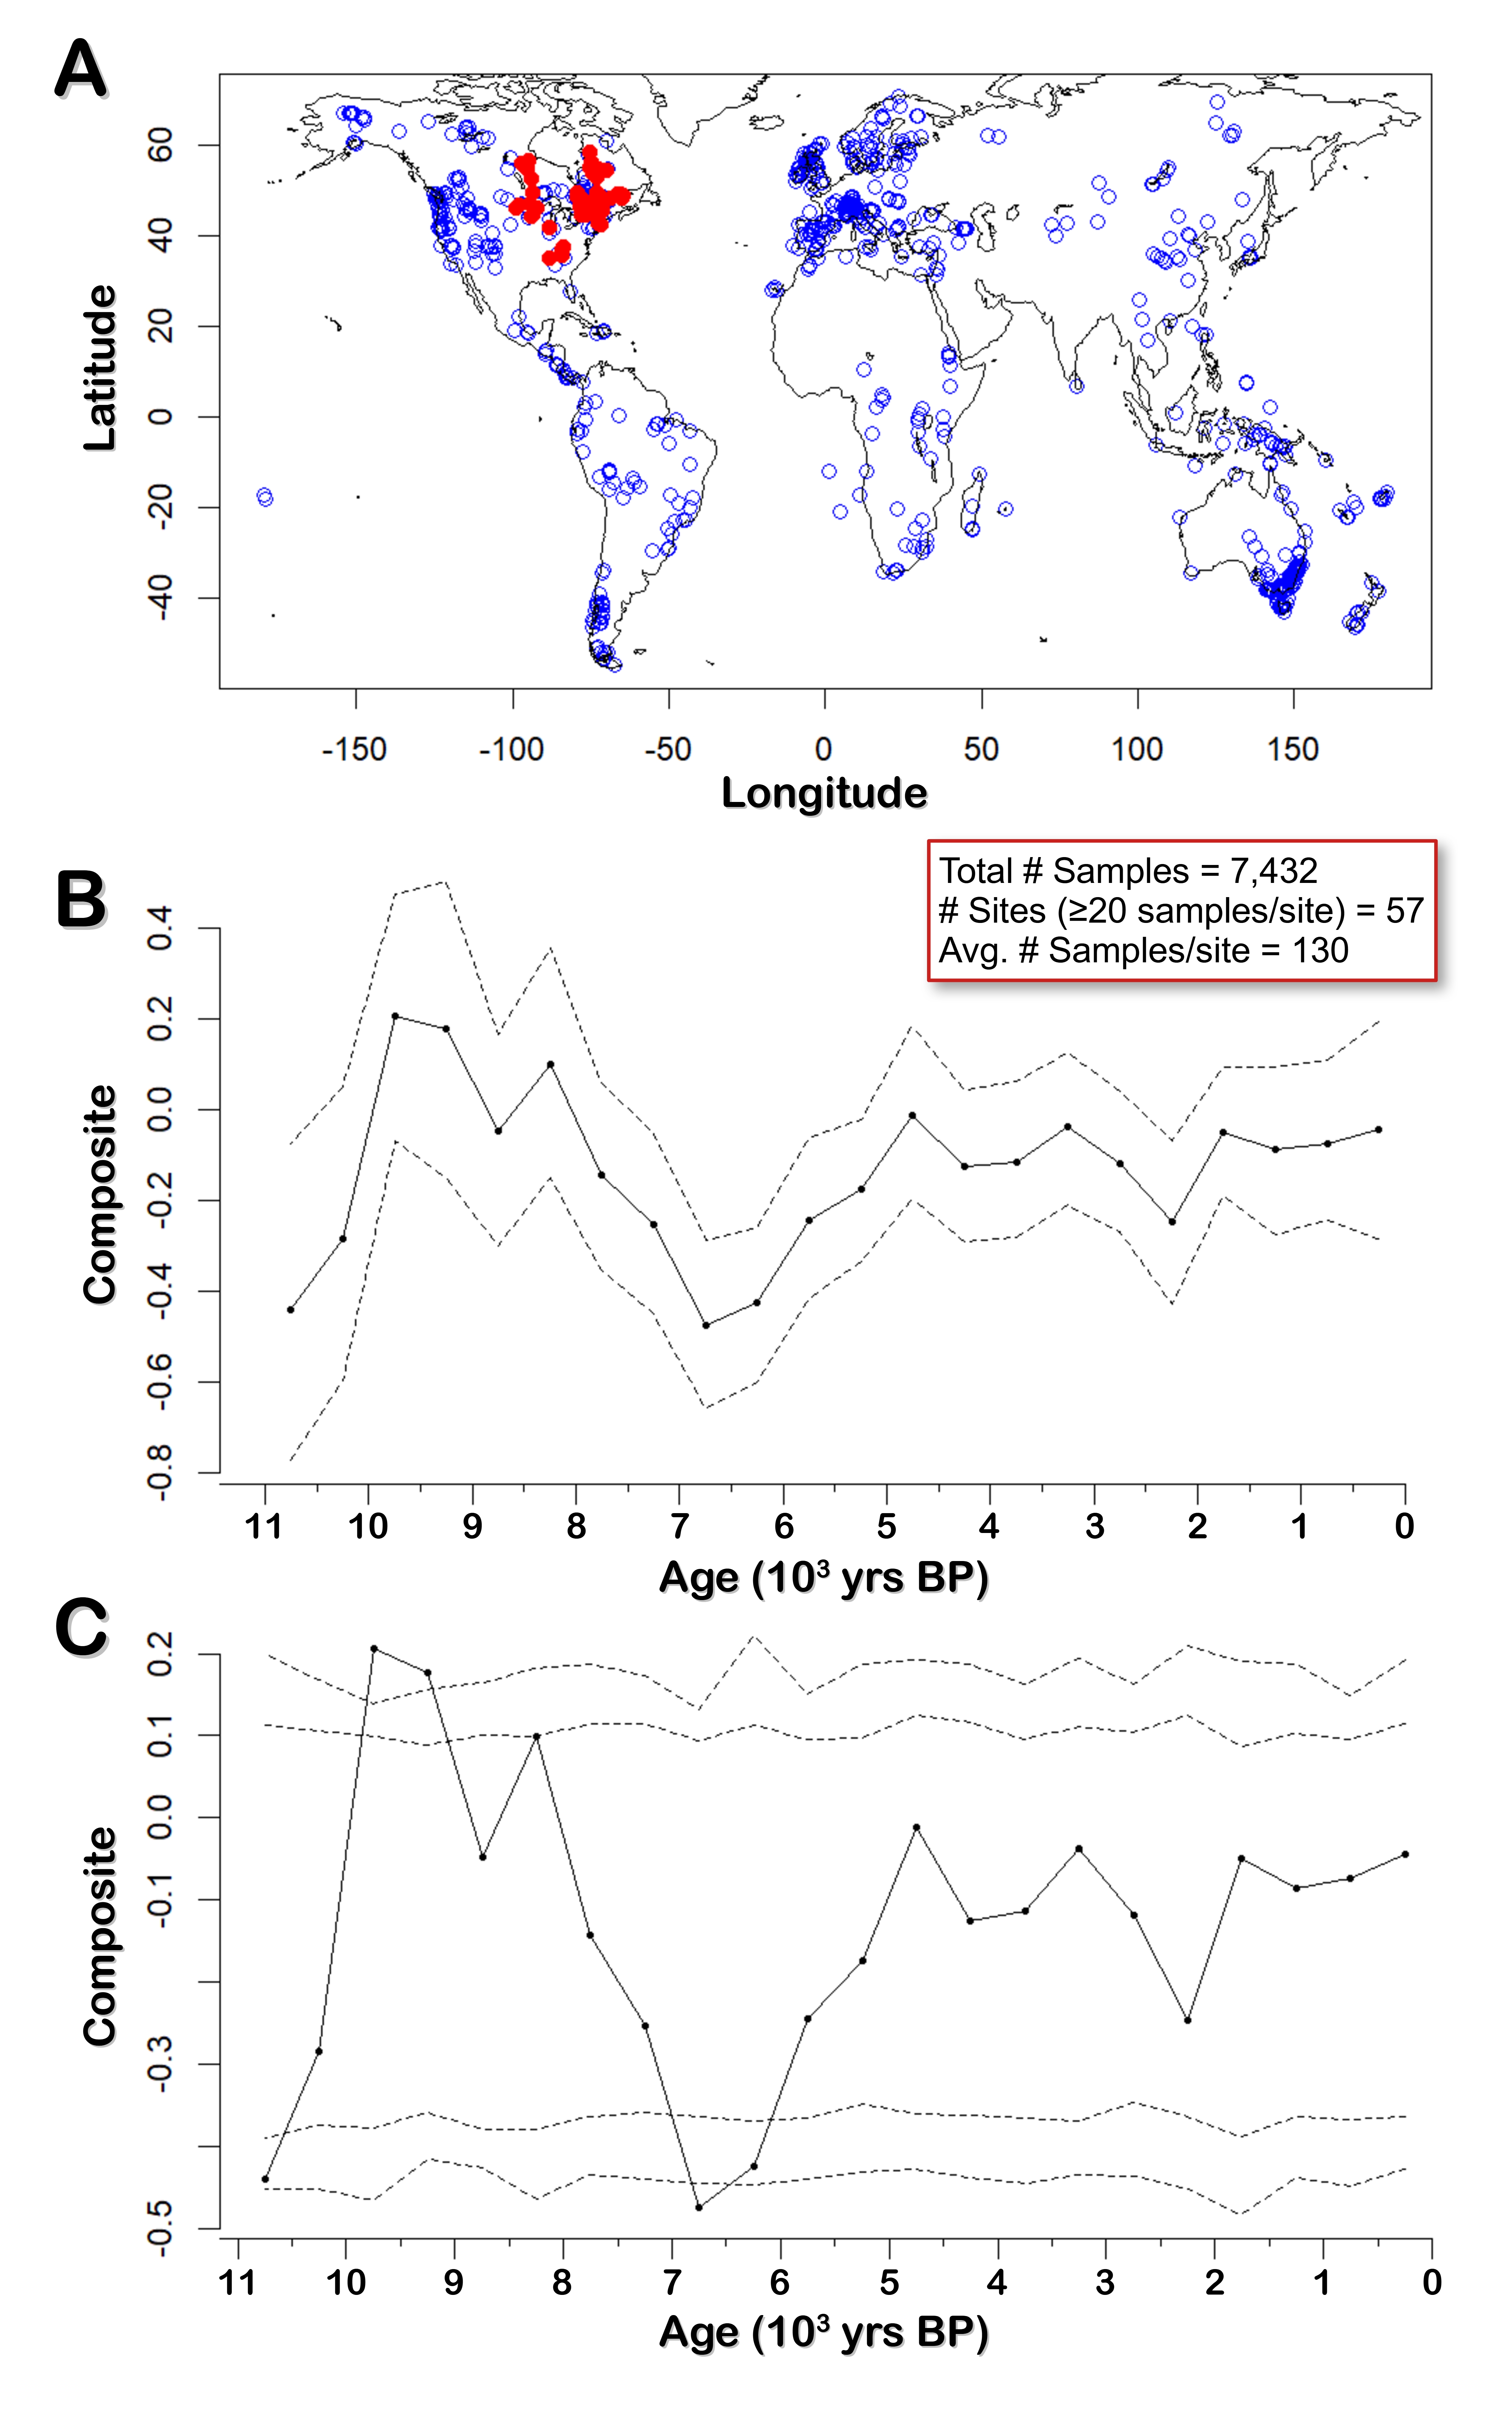 A
60
40
20
0
-20
-40
Latitude
-150 -100 -50 0 50 100 150
Longitude
B
Total # Samples = 7,432
# Sites (≥20 samples/site) = 57
Avg. # Samples/site = 130
0.4
0.2
0.0
-0.2
-0.4
-0.6
-0.8
Composite
11 10 9 8 7 6 5 4 3 2 1 0
Age (10³ yrs BP)
C
0.2
0.1
0.0
-0.1
-0.3
-0.5
Composite
11 10 9 8 7 6 5 4 3 2 1 0
Age (10³ yrs BP)